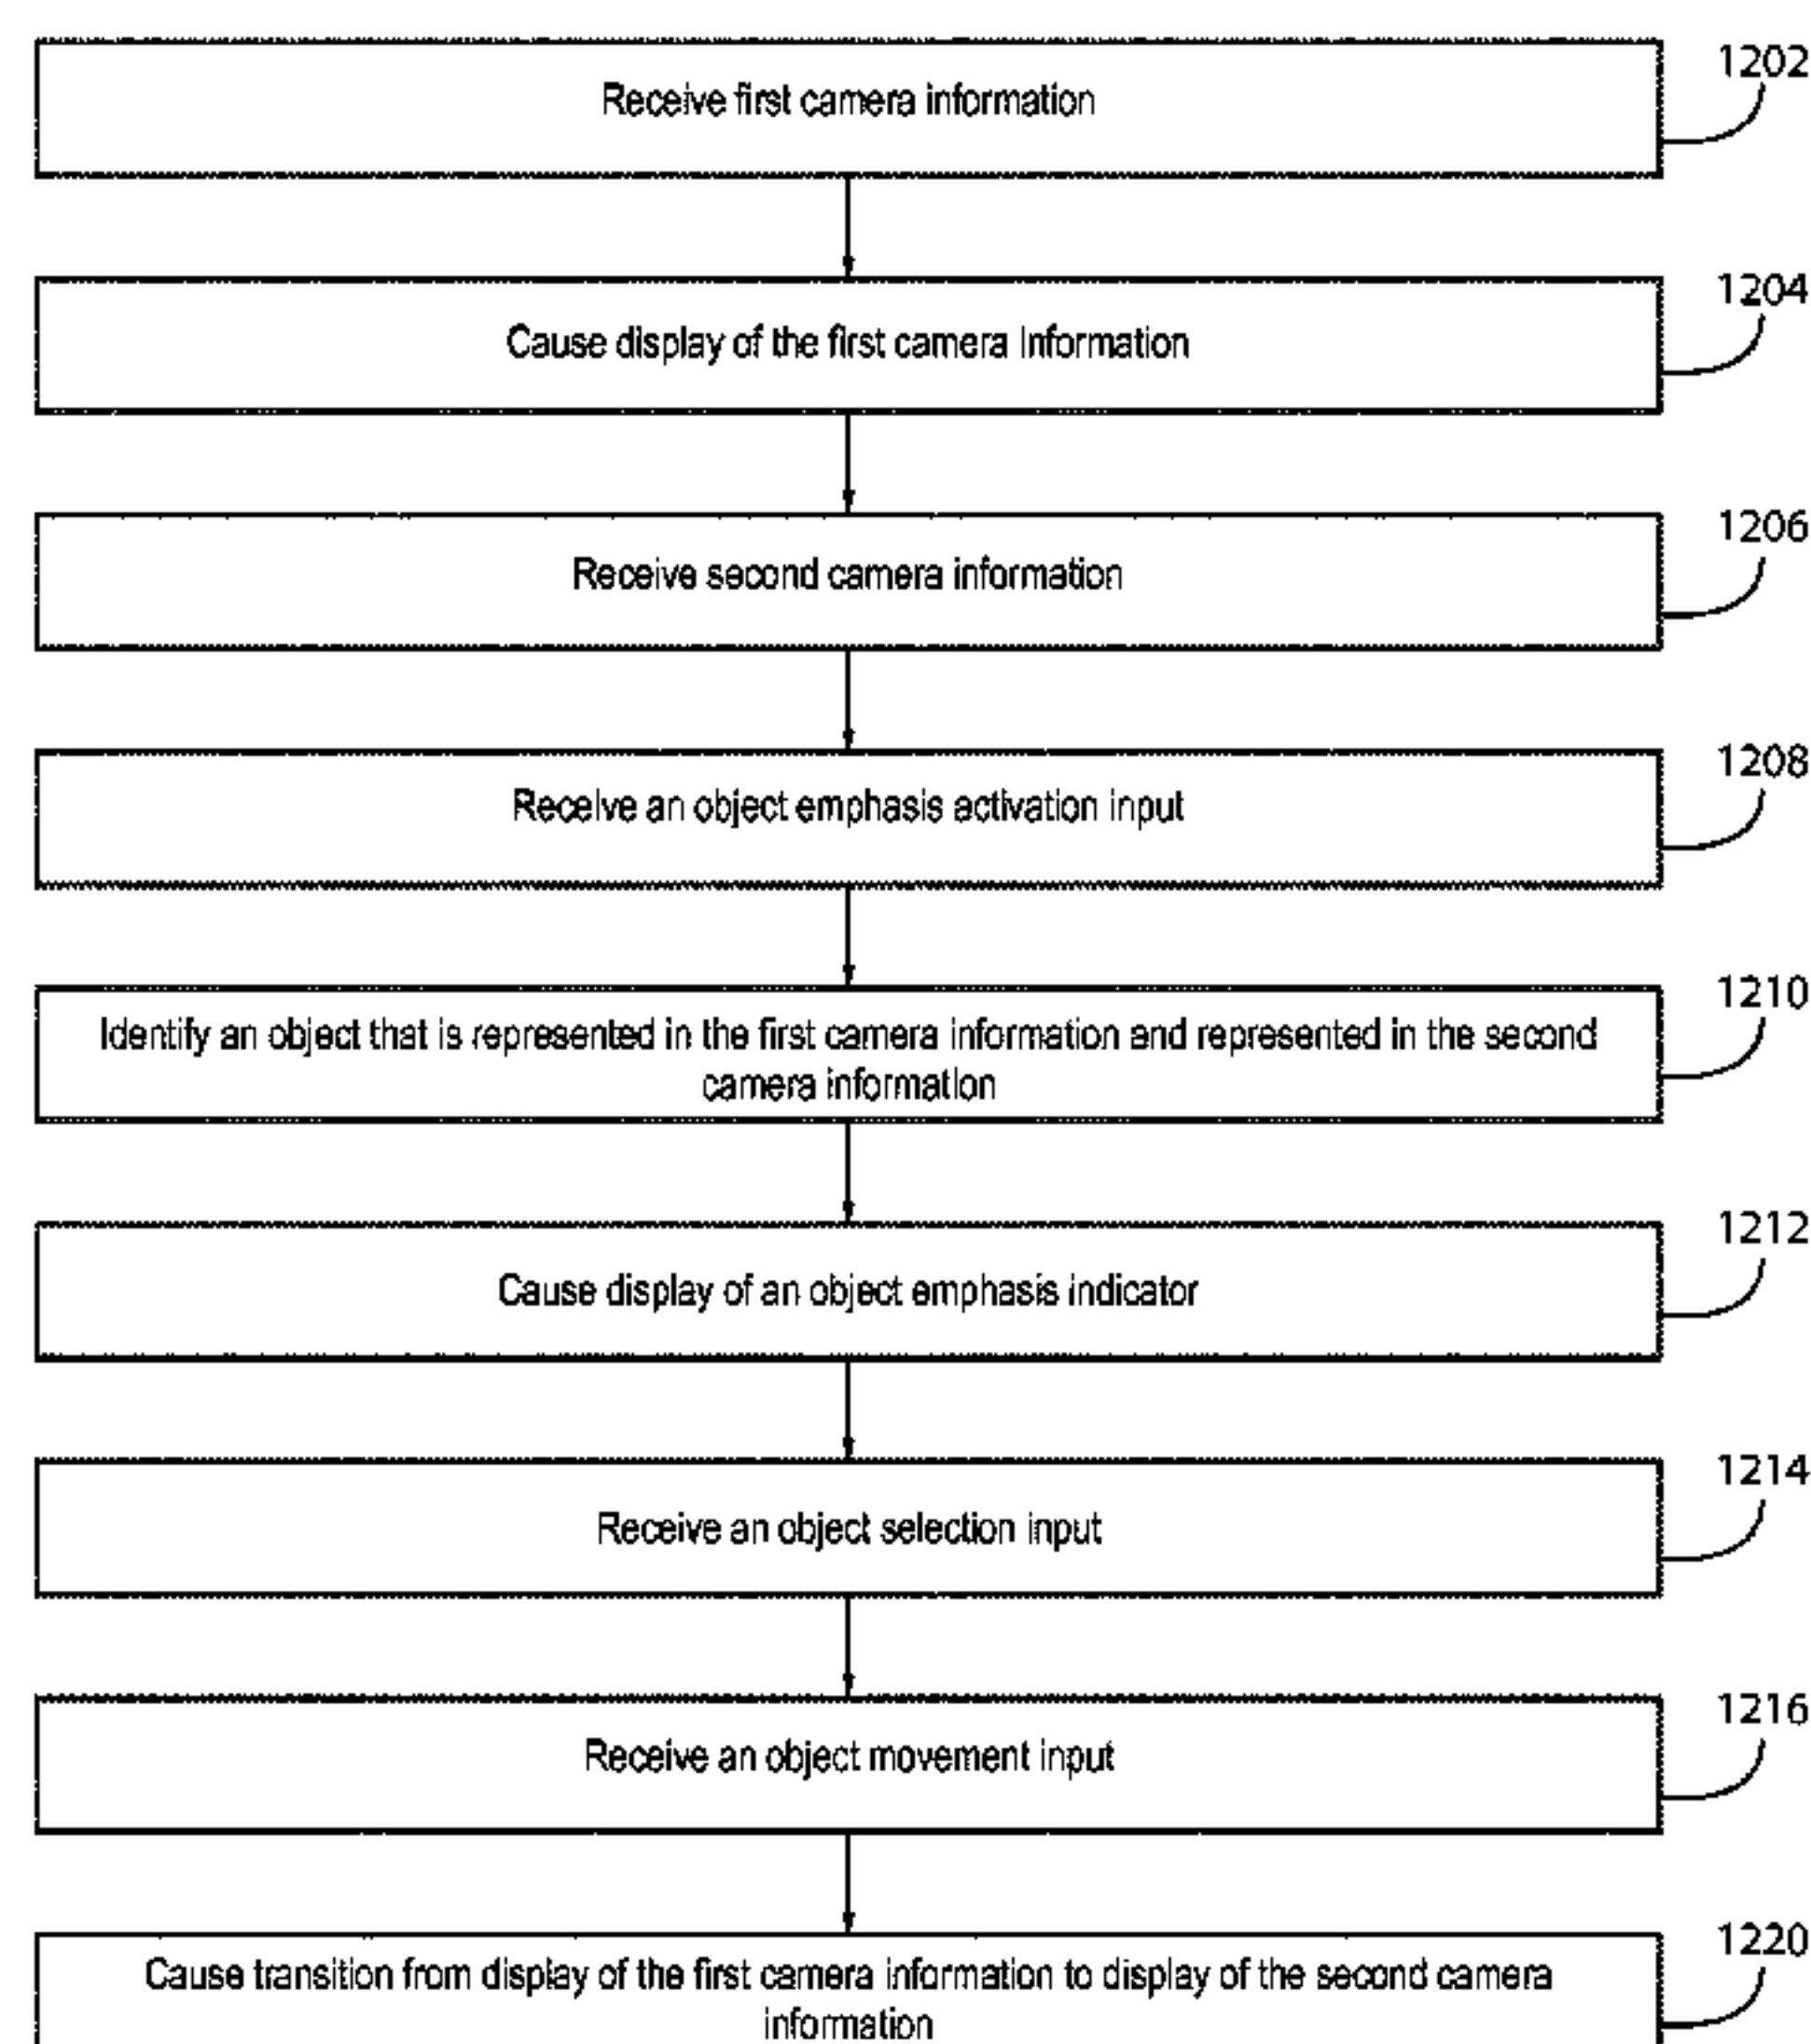 1202
Receive first camera information
1204
Cause display of the first camera Information
1206
Receive second camera information
1208
Receive an object emphasis activation input
1210
Identify an object that is represented in the first camera information and represented in the second
camera information
1212
Cause display of an object emphasis indicator
1214
Receive an object selection input
1216
Receive an object movement input
1220
Cause transition from display of the first camera information to display of the second camera
information